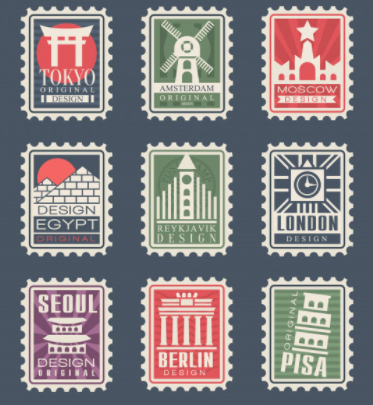 TOKYO
ORIGINAL
DESIGN
AMSTERDAM
ORIGINAL
MOSCOW
DESIGN
DESIGN
EGYPT
ORIGINAL
REYKJAVIK
DESIGN
LONDON
DESIGN
SEOUL
DESIGN
ORIGINAL
BERLIN
DESIGN
ORIGINAL
PISA